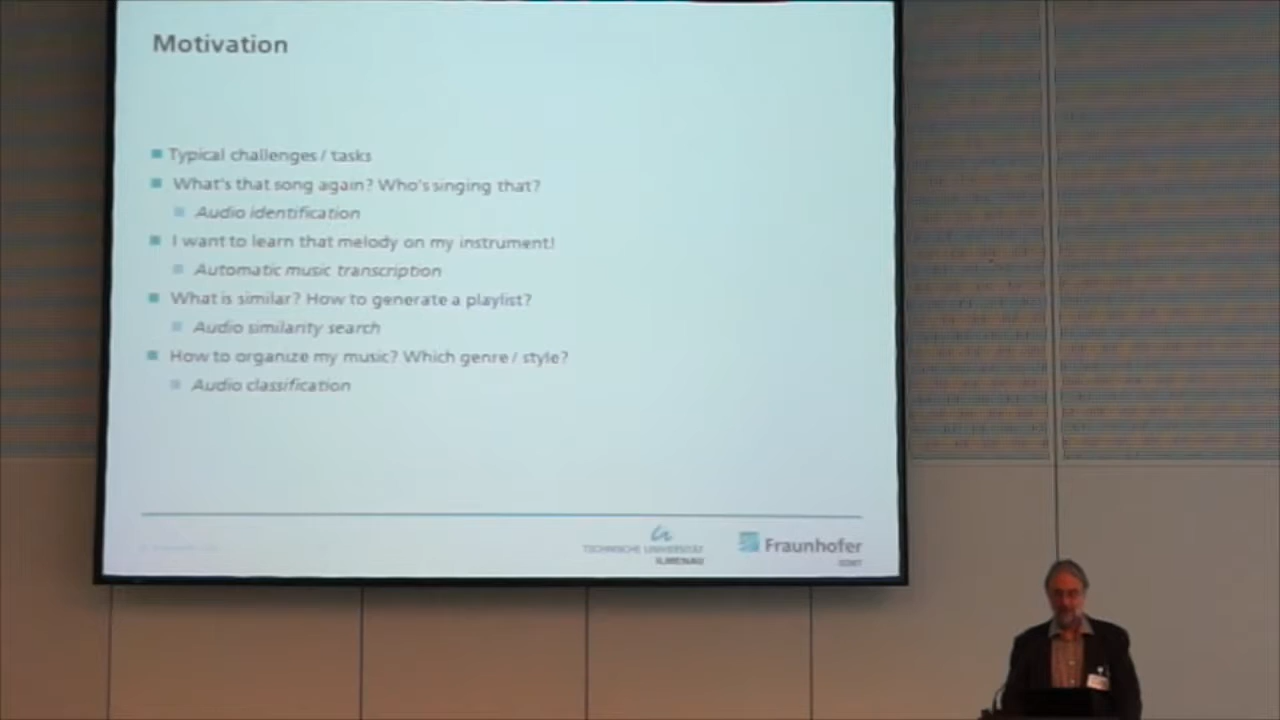 Motivation
Typical challenges / tasks
What's that song again? Who's singing that?
Audio identification
I want to learn that melody on my instrument!
Automatic music transcription
What is similar? How to generate a playlist?
Audio similarity search
How to organize my music? Which genre / style?
Audio classification
TECHNISCHE UNIVERSITÄT
ILMENAU
Fraunhofer
IDMT